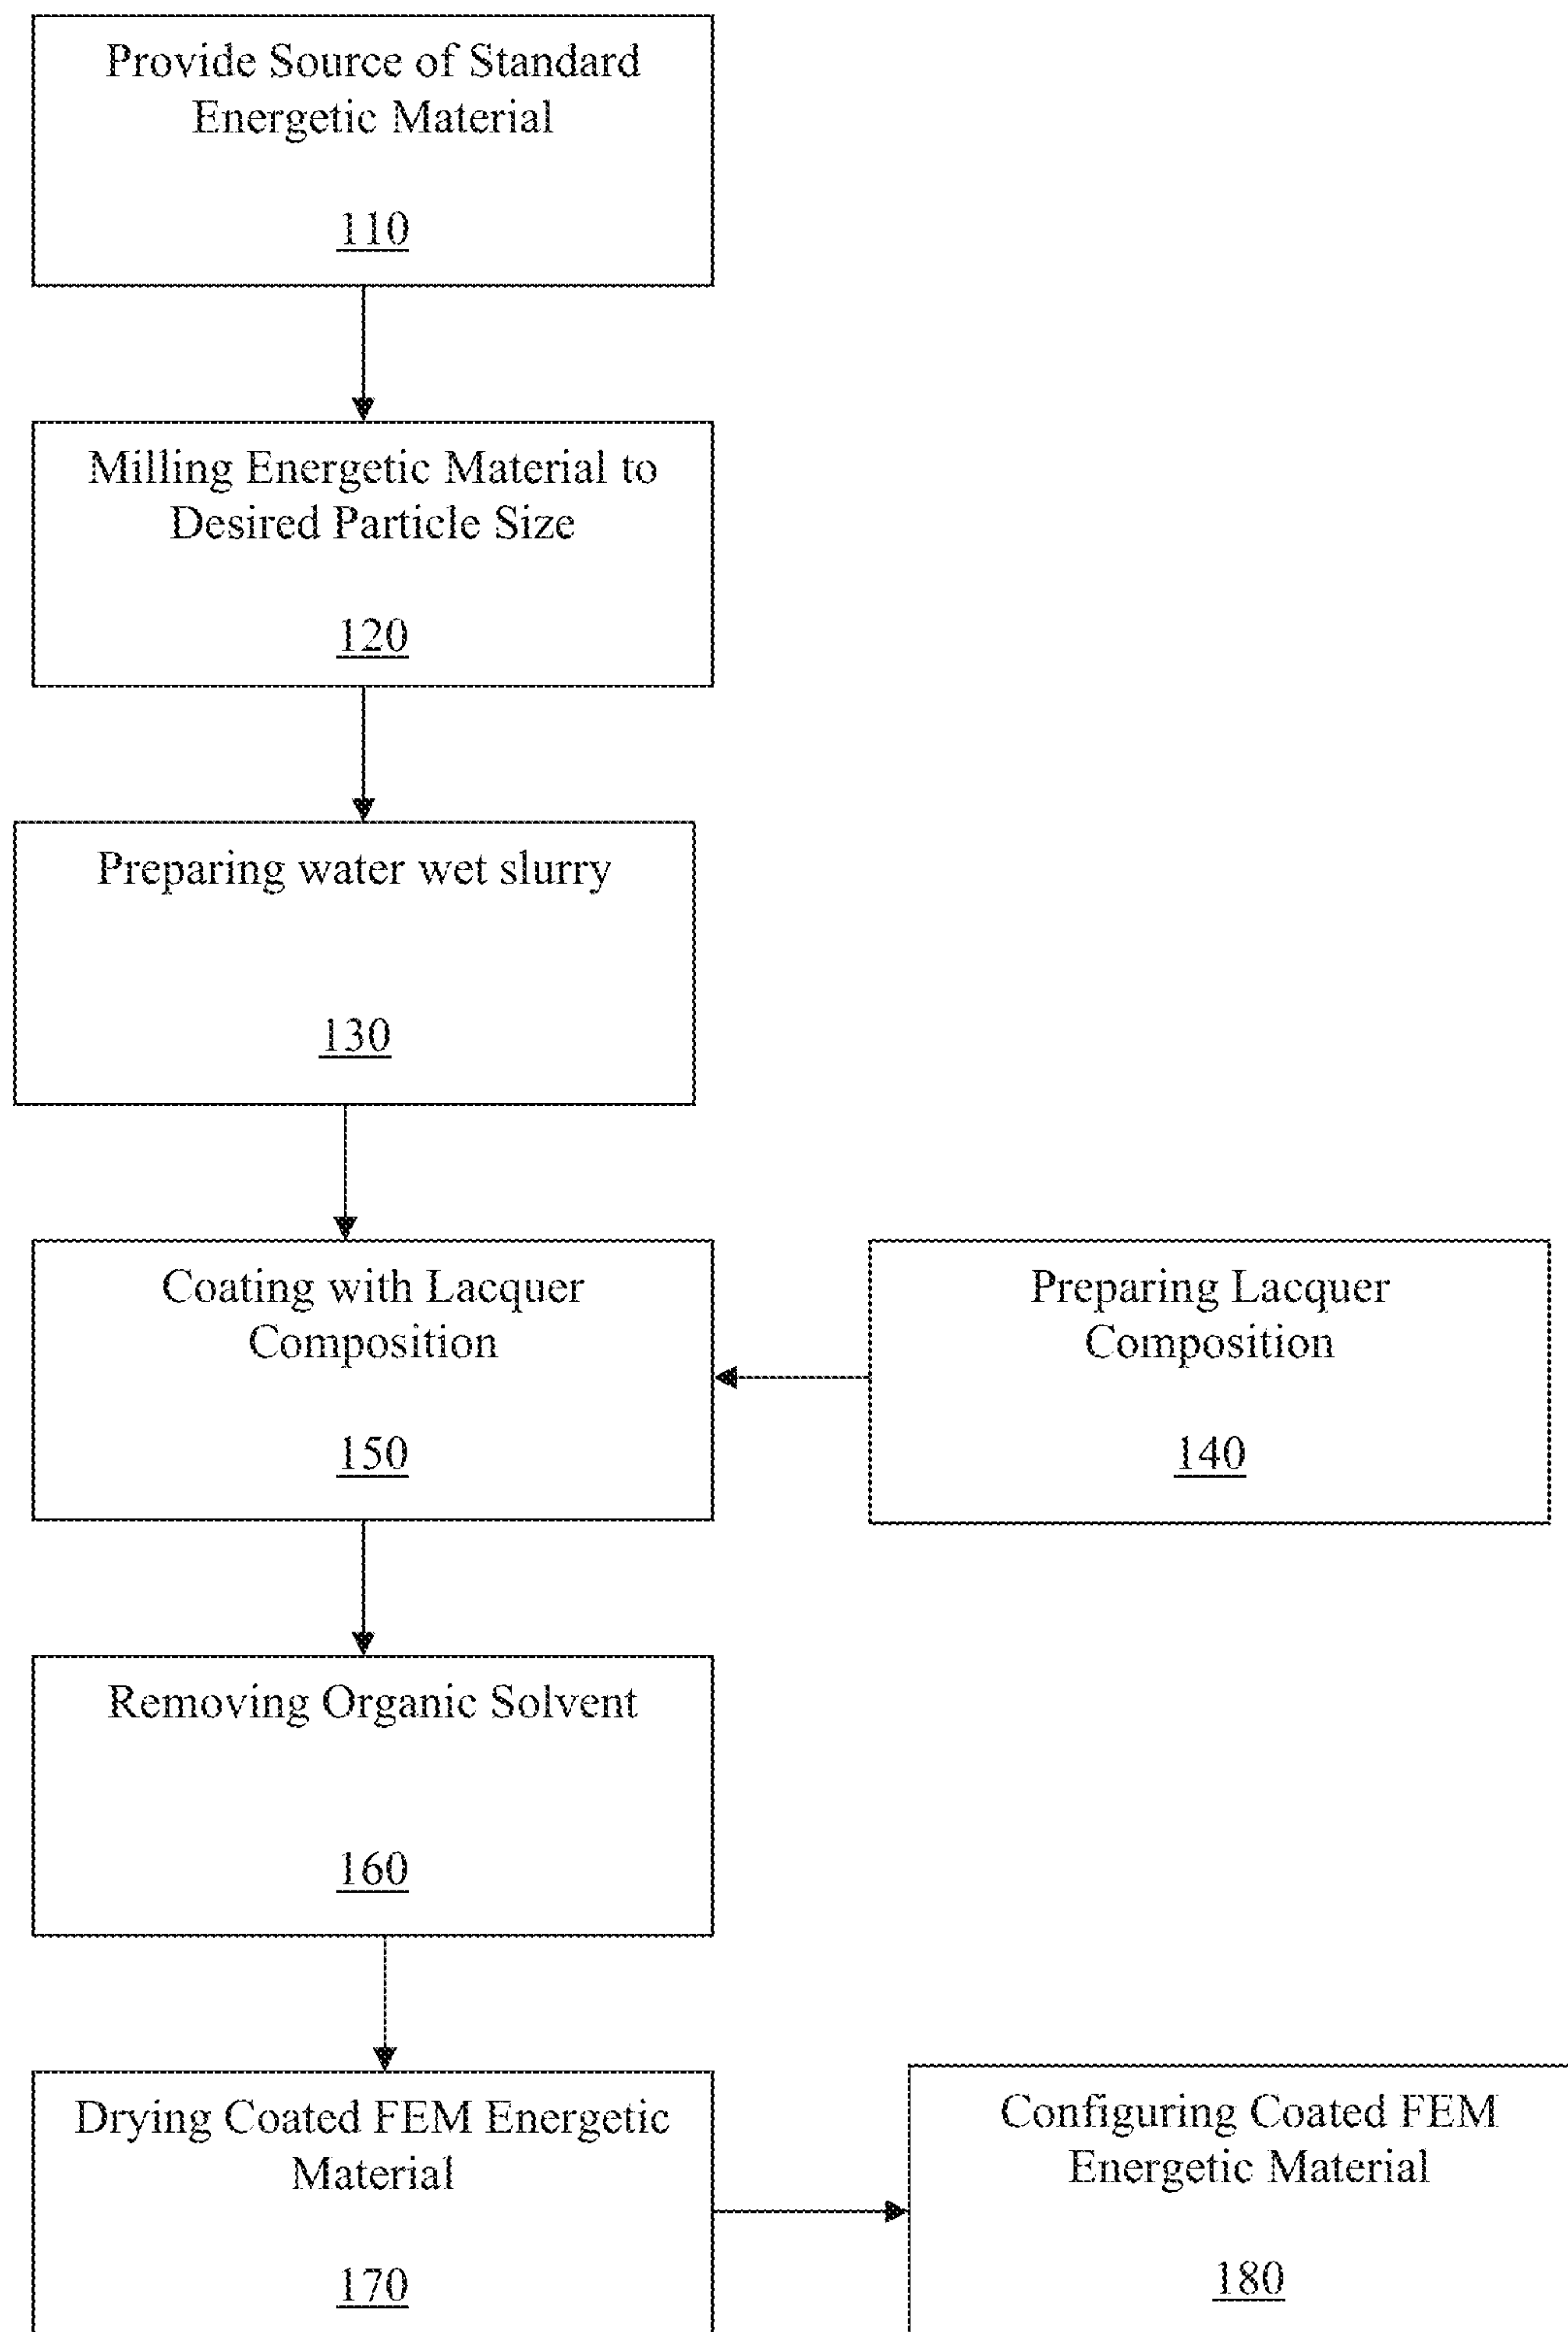 Provide Source of Standard
Energetic Material
110
Milling Energetic Material to
Desired Particle Size
120
Preparing water wet slurry
130
Coating with Lacquer
Composition
150
Preparing Lacquer
Composition
140
Removing Organic Solvent
160
Drying Coated FEM Energetic
Material
170
Configuring Coated FEM
Energetic Material
180